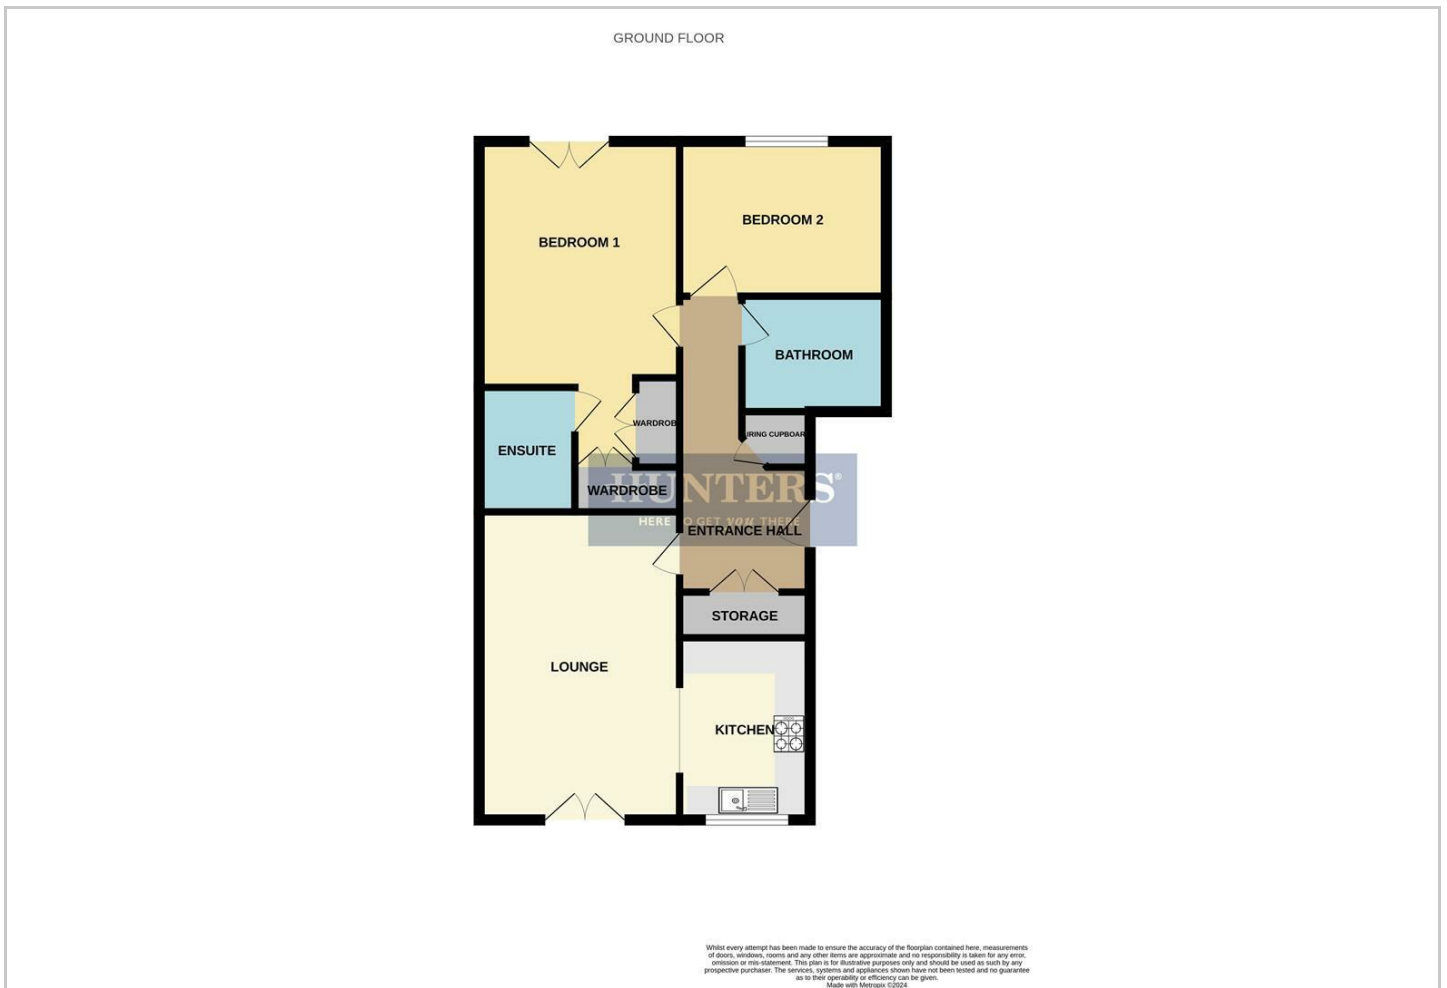 GROUND FLOOR
BEDROOM 1
BEDROOM 2
BATHROOM
WARDROB
IRING CUPBOAR
ENSUITE
WARDROBE
HUNTERS®
HERE TO GET you THERE
ENTRANCE HALL
STORAGE
LOUNGE
KITCHEN
Whilst every attempt has been made to ensure the accuracy of the floorplan contained here, measurements
of doors, windows, rooms and any other items are approximate and no responsibility is taken for any error,
omission or mis-statement. This plan is for illustrative purposes only and should be used as such by any
prospective purchaser. The services, systems and appliances shown have not been tested and no guarantee
as to their operability or efficiency can be given.
Made with Metropix ©2024